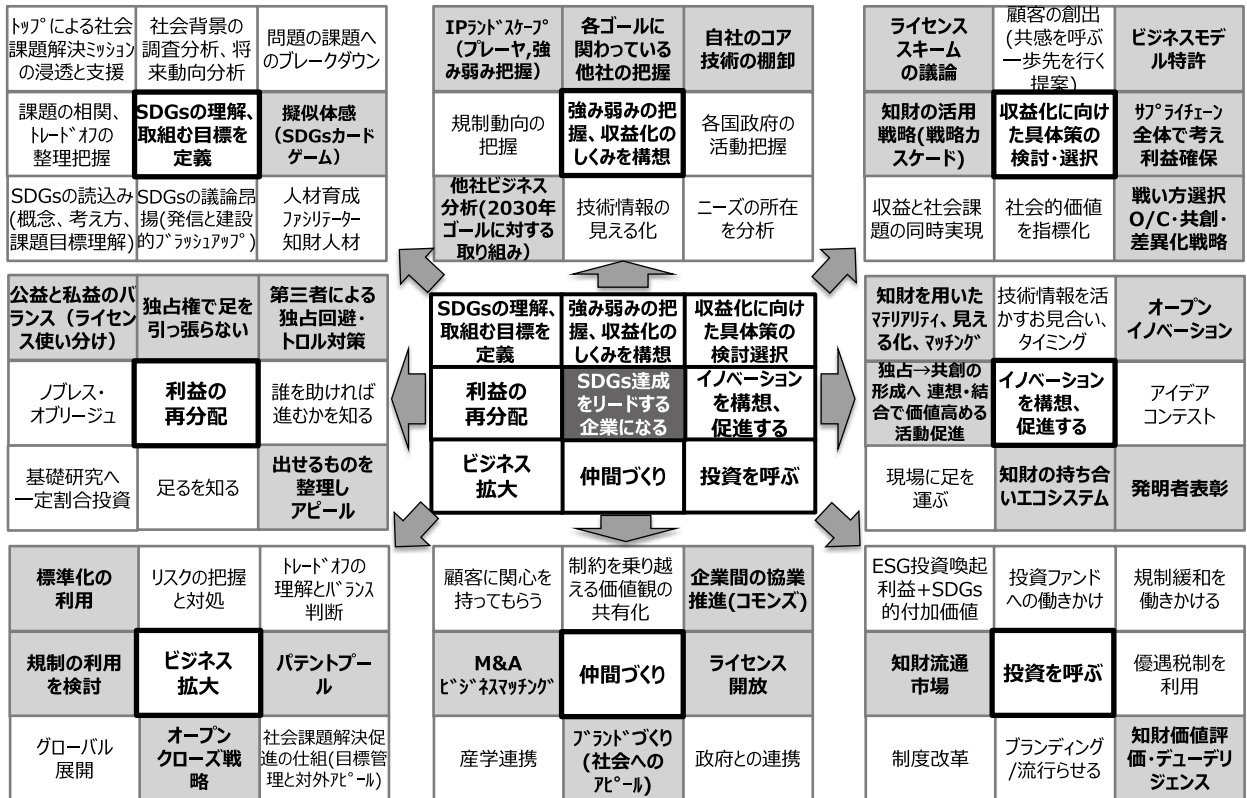 トップによる社会
課題解決ミッション
の浸透と支援
社会背景の
調査分析、将
来動向分析
問題の課題へ
のブレークダウン
課題の相関、
トレードオフの
整理把握
SDGsの理解、
取組む目標を
定義
擬似体感
(SDGsカード
ゲーム)
SDGsの読込み
(概念、考え方、
課題目標理解)
SDGsの議論昂
揚(発信と建設
的ブラッシュアップ)
人材育成
ファシリテーター
知財人材
IPランドスケープ
(プレーヤ,強
み弱み把握)
各ゴールに
関わっている
他社の把握
自社のコア
技術の棚卸
規制動向の
把握
強み弱みの把
握、収益化の
しくみを構想
各国政府の
活動把握
他社ビジネス
分析(2030年
ゴールに対する
取り組み)
技術情報の
見える化
ニーズの所在
を分析
ライセンス
スキーム
の議論
顧客の創出
(共感を呼ぶ
一歩先を行く
提案)
ビジネスモデ
ル特許
知財の活用
戦略(戦略カ
スケード)
収益化に向け
た具体策の
検討・選択
サプライチェーン
全体で考え
利益確保
収益と社会課
題の同時実現
社会的価値
を指標化
戦い方選択
O/C・共創・
差異化戦略
公益と私益のバ
ランス(ライセン
ス使い分け)
独占権で足を
引っ張らない
第三者による
独占回避・
トロル対策
ノブレス・
オブリージュ
利益の
再分配
誰を助ければ
進むかを知る
基礎研究へ
一定割合投資
足るを知る
出せるものを
整理し
アピール
SDGsの理解、
取組む目標を
定義
強み弱みの把
握、収益化の
しくみを構想
収益化に向け
た具体策の
検討選択
利益の
再分配
SDGs達成
をリードする
企業になる
イノベーション
を構想、
促進する
ビジネス
拡大
仲間づくり
投資を呼ぶ
知財を用いた
マテリアリティ、見え
る化、マッチング
技術情報を活
かすお見合い、
タイミング
オープン
イノベーション
独占→共創の
形成へ 連想・結
合で価値高める
活動促進
イノベーション
を構想、
促進する
アイデア
コンテスト
現場に足を
運ぶ
知財の持ち合
いエコシステム
発明者表彰
標準化の
利用
リスクの把握
と対処
トレードオフの
理解とバランス
判断
規制の利用
を検討
ビジネス
拡大
パテントプー
ル
グローバル
展開
オープン
クローズ戦
略
社会課題解決促
進の仕組(目標管
理と対外アピール)
顧客に関心を
持ってもらう
制約を乗り越
える価値観の
共有化
企業間の協業
推進(コモンズ)
M&A
ビジネスマッチング
仲間づくり
ライセンス
開放
産学連携
ブランドづくり
(社会への
アピール)
政府との連携
ESG投資喚起
利益+SDGs
的付加価値
投資ファンド
への働きかけ
規制緩和を
働きかける
知財流通
市場
投資を呼ぶ
優遇税制を
利用
制度改革
ブランディング
/流行らせる
知財価値評
価・デューデリ
ジェンス